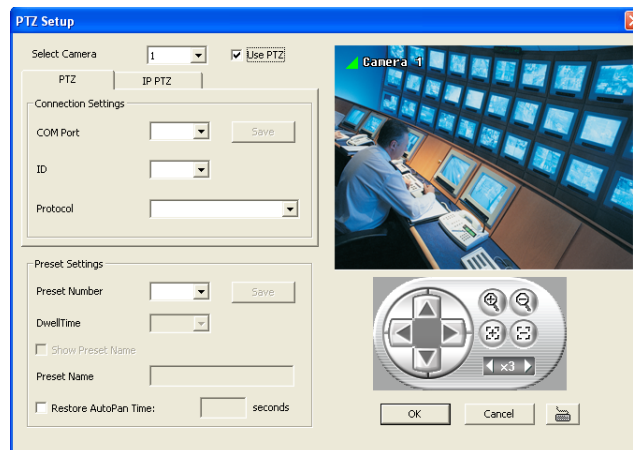 PTZ Setup
Select Camera 1 Use PTZ
PTZ IP PTZ
Connection Settings
COM Port Save
ID
Protocol
Preset Settings
Preset Number Save
DwellTime
Show Preset Name
Preset Name
Restore AutoPan Time: seconds
Camera 1
x3
OK Cancel